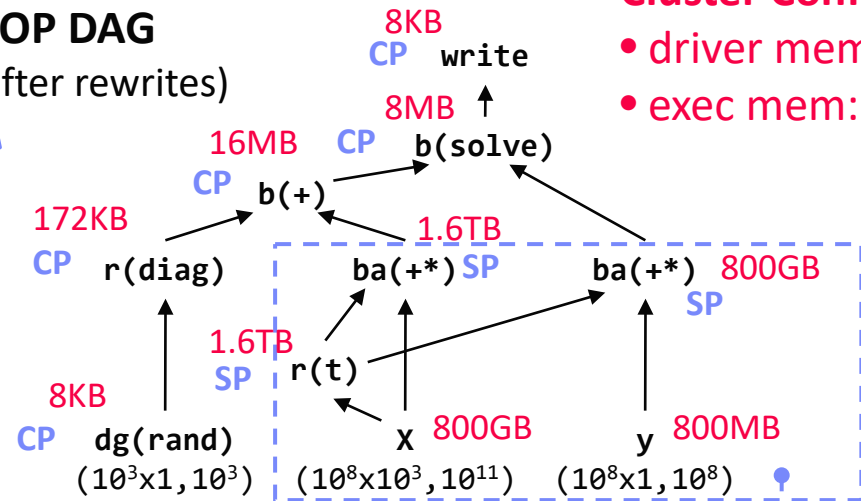 OP DAG
fter rewrites)
Cluster Con
• driver mem
• exec mem:
8KB
CP write
8MB
CP b(solve)
16MB
CP b(+)
172KB
CP r(diag)
1.6TB
ba(+*) SP
ba(+*) 800GB
SP
1.6TB
SP r(t)
8KB
CP dg(rand)
X 800GB
y 800MB
(10³x1,10³) (10⁸x10³,10¹¹) (10⁸x1,10⁸)